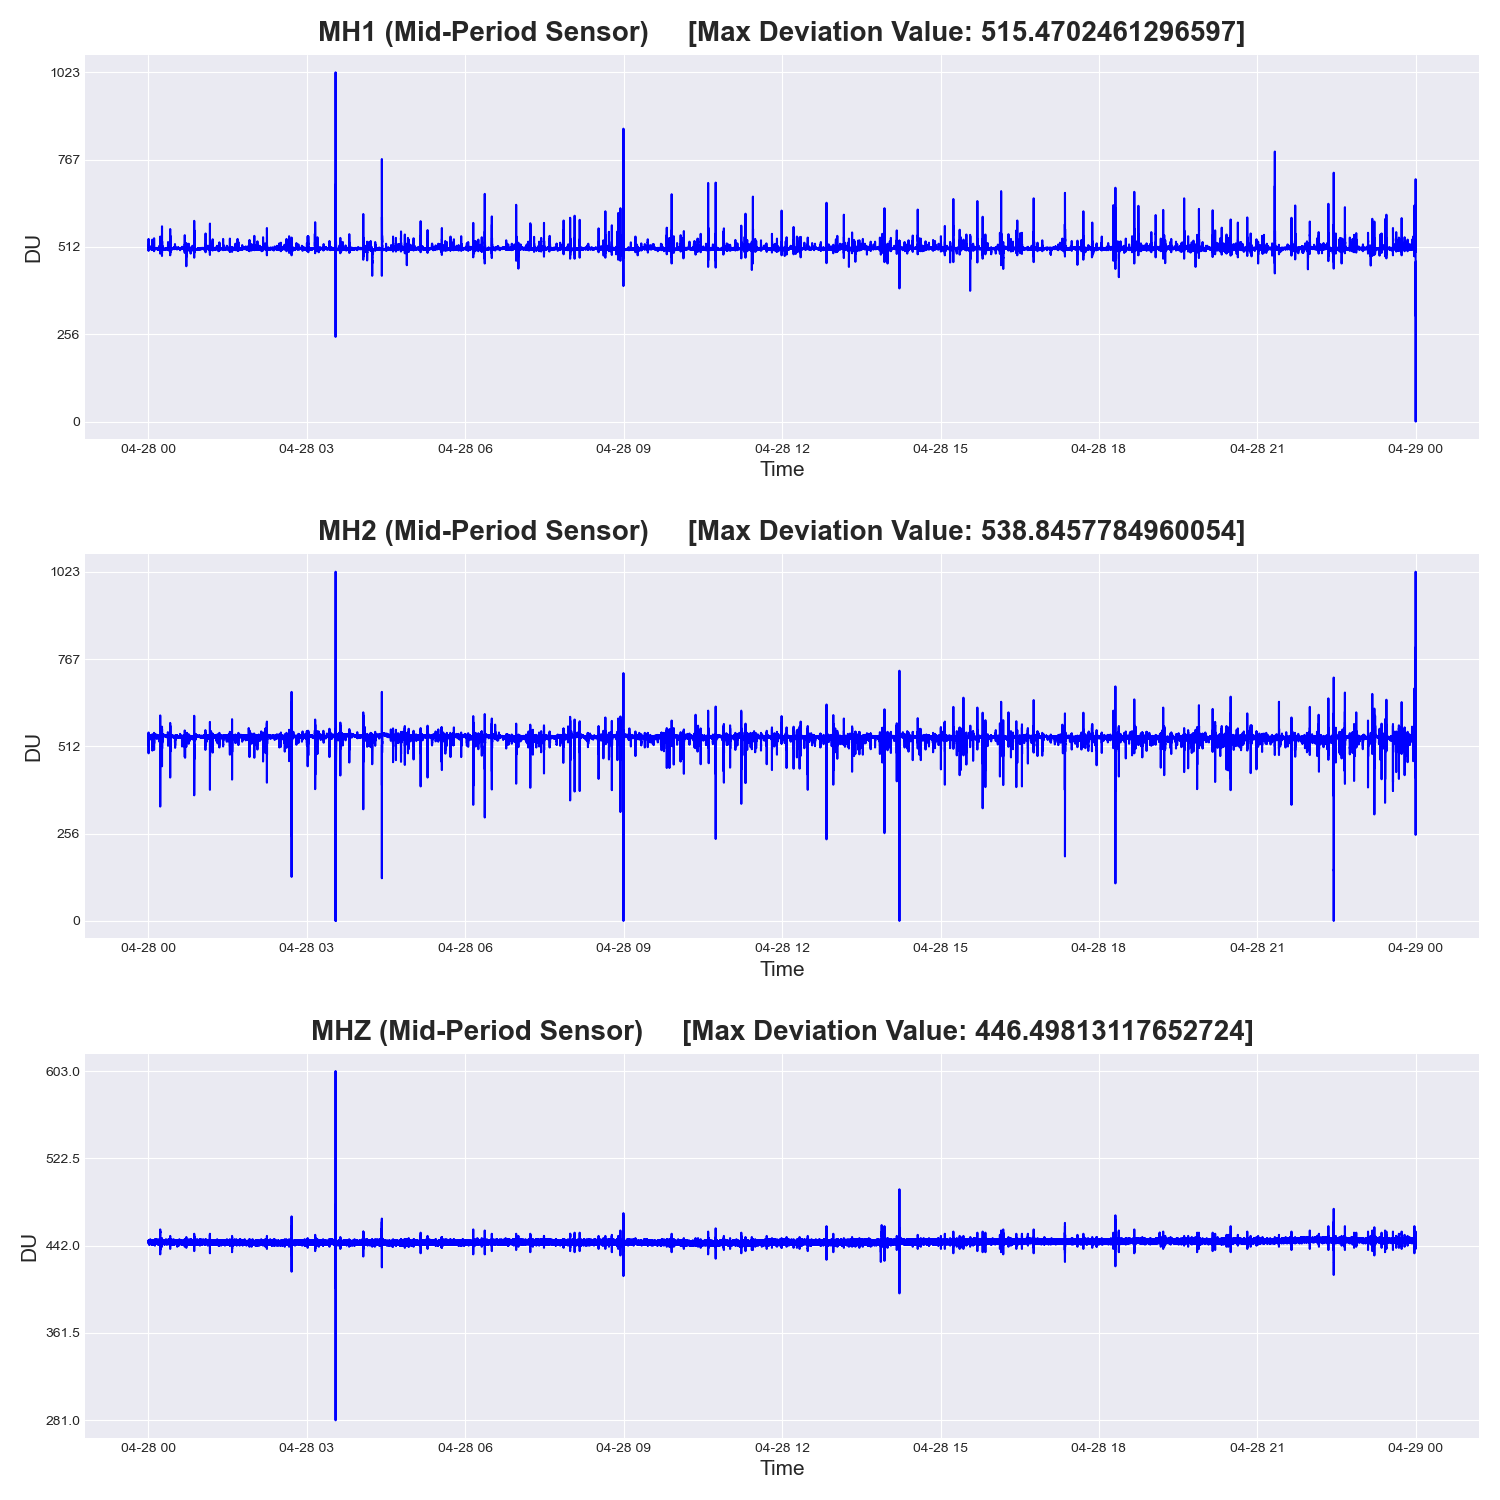 MH1 (Mid-Period Sensor) [Max Deviation Value: 515.4702461296597]
1023
767
512
256
0
DU
04-28 00 04-28 03 04-28 06 04-28 09 04-28 12 04-28 15 04-28 18 04-28 21 04-29 00
Time
MH2 (Mid-Period Sensor) [Max Deviation Value: 538.8457784960054]
1023
767
512
256
0
DU
04-28 00 04-28 03 04-28 06 04-28 09 04-28 12 04-28 15 04-28 18 04-28 21 04-29 00
Time
MHZ (Mid-Period Sensor) [Max Deviation Value: 446.49813117652724]
603.0
522.5
442.0
361.5
281.0
DU
04-28 00 04-28 03 04-28 06 04-28 09 04-28 12 04-28 15 04-28 18 04-28 21 04-29 00
Time